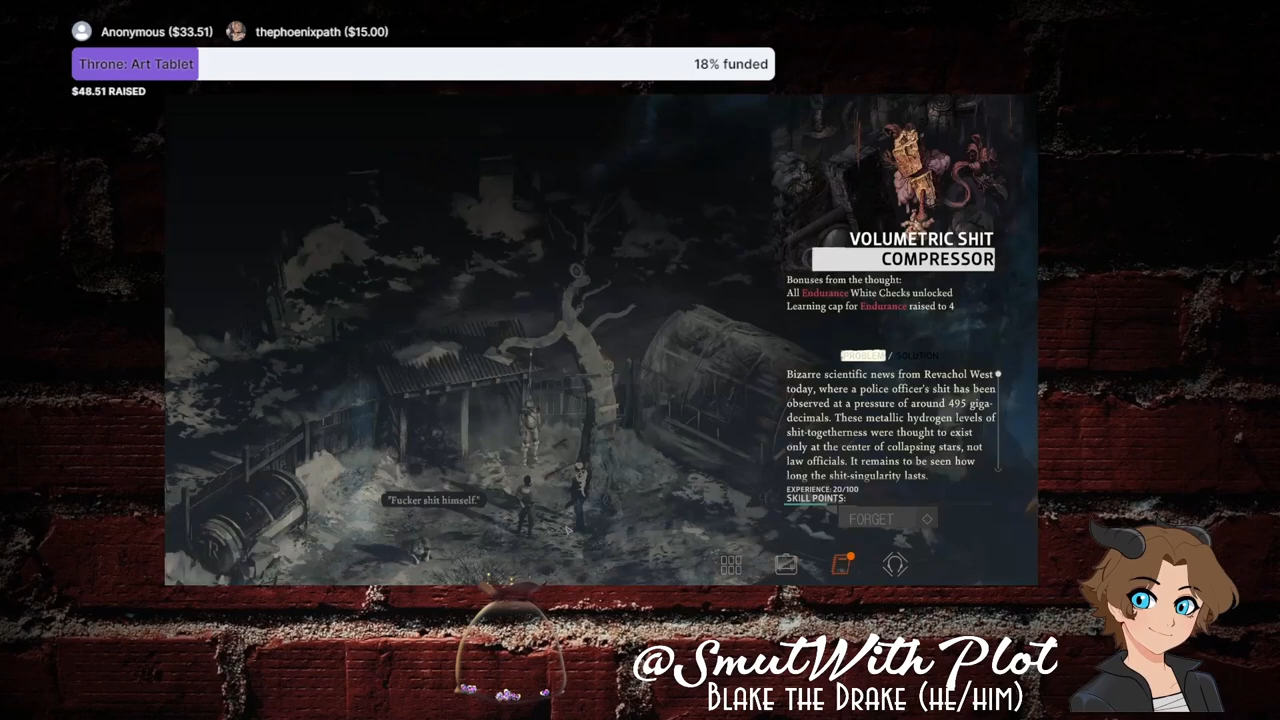 Anonymous ($33.51) thephoenixpath ($15.00)
Throne: Art Tablet 18% funded
$48.51 RAISED
VOLUMETRIC SHIT
COMPRESSOR
Bonuses from the thought:
All Endurance White Checks unlocked
Learning cap for Endurance raised to 4
PROBLEM / SOLUTION
Bizarre scientific news from Revachol West
today, where a police officer's shit has been
observed at a pressure of around 495 giga-
decimals. These metallic hydrogen levels of
shit-togetherness were thought to exist
only at the center of collapsing stars, not
law officials. It remains to be seen how
long the shit-singularity lasts.
EXPERIENCE: 20/100
SKILL POINTS:
"Fucker shit himself."
FORGET
R
@SmutWithPlot
BLAKE THE DRAKE (HE/HIM)